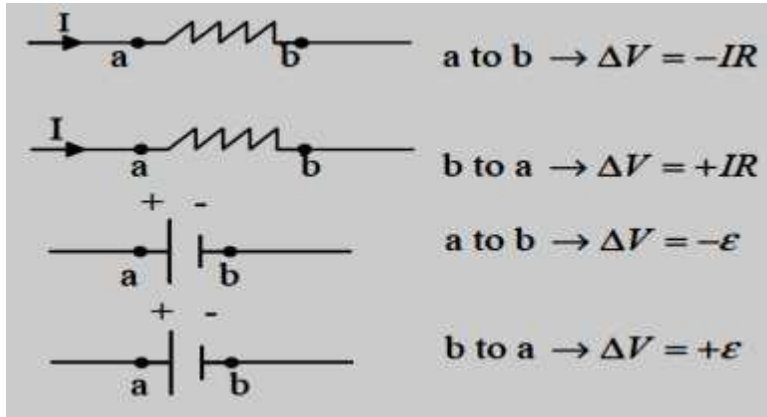 I
a b a to b → ΔV = −IR
I
a b b to a → ΔV = +IR
+ -
a b a to b → ΔV = −ε
+ -
a b b to a → ΔV = +ε